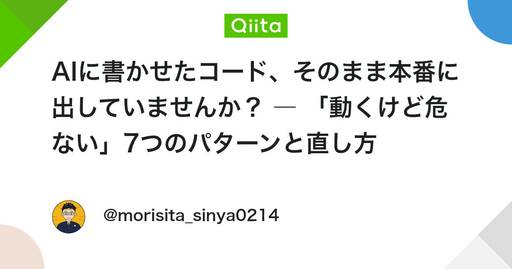 Qiita
AIに書かせたコード、そのまま本番に
出していませんか？ ― 「動くけど危
ない」7つのパターンと直し方
@morisita_sinya0214